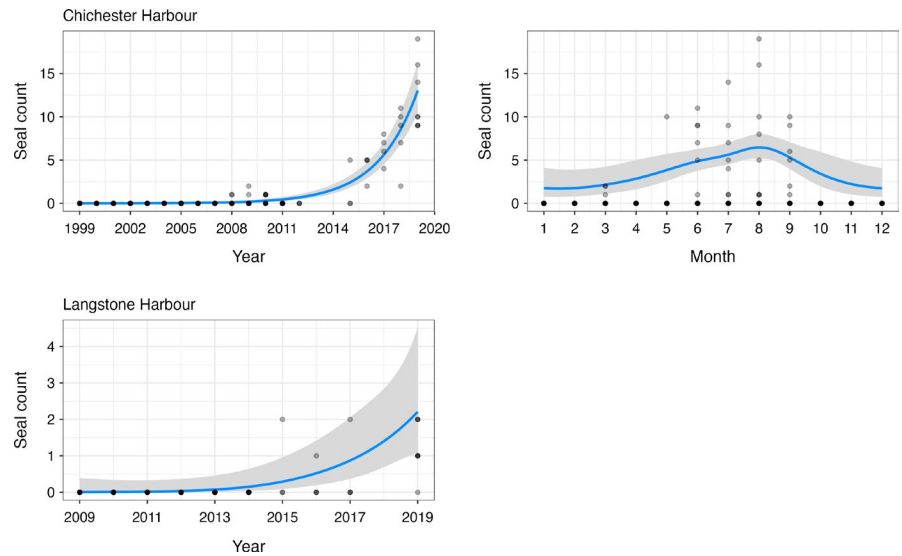 Chichester Harbour
Seal count
15
10
5
0
1999 2002 2005 2008 2011 2014 2017 2020
Year
Seal count
15
10
5
0
1 2 3 4 5 6 7 8 9 10 11 12
Month
Langstone Harbour
Seal count
4
3
2
1
0
2009 2011 2013 2015 2017 2019
Year